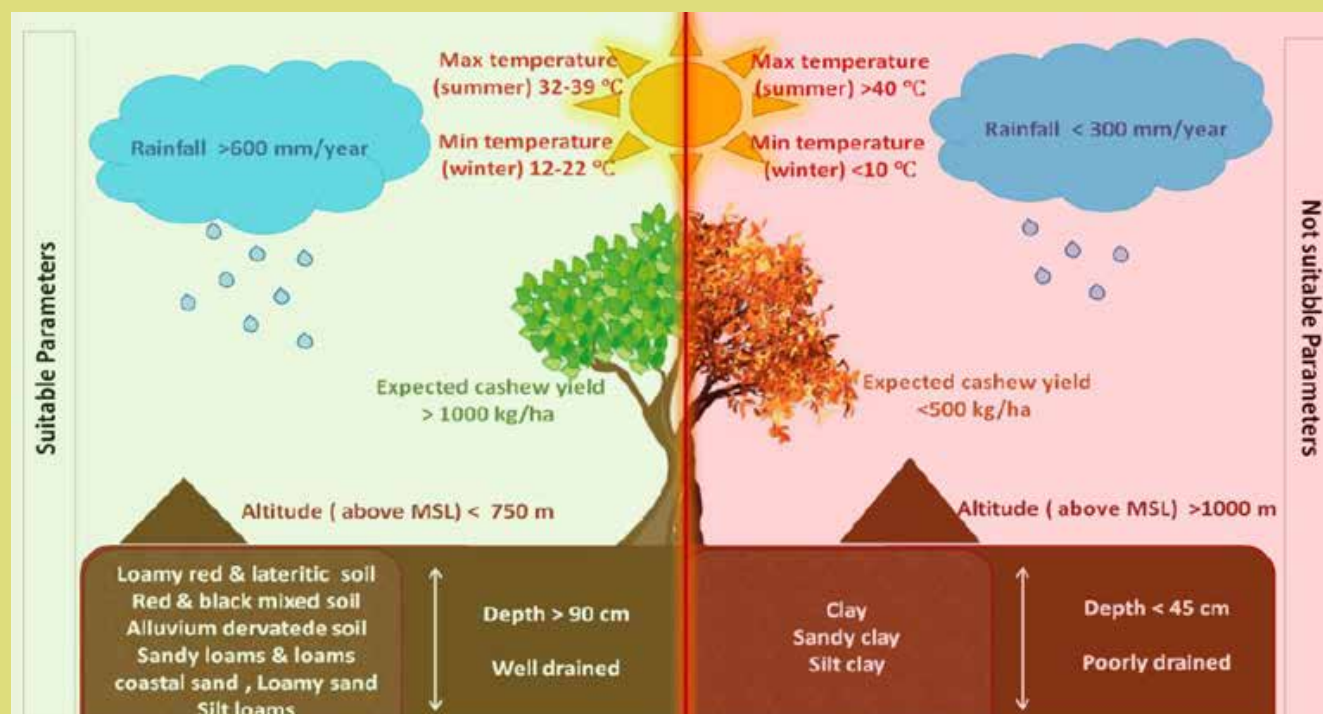 Suitable Parameters
Rainfall >600 mm/year
Max temperature
(summer) 32-39 °C
Min temperature
(winter) 12-22 °C
Expected cashew yield
> 1000 kg/ha
Altitude ( above MSL) < 750 m
Loamy red & lateritic soil
Red & black mixed soil
Alluvium dervatede soil
Sandy loams & loams
coastal sand , Loamy sand
Silt loams
Depth > 90 cm
Well drained
Max temperature
(summer) >40 °C
Min temperature
(winter) <10 °C
Rainfall < 300 mm/year
Expected cashew yield
<500 kg/ha
Altitude ( above MSL) >1000 m
Clay
Sandy clay
Silt clay
Depth < 45 cm
Poorly drained
Not suitable Parameters